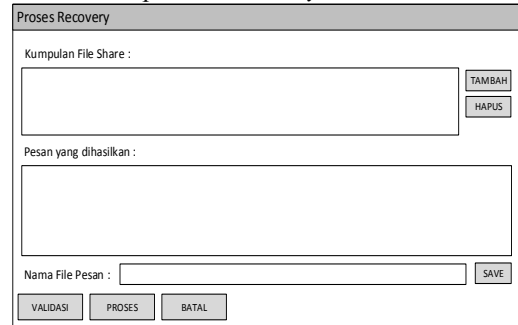 Proses Recovery
Kumpulan File Share :
TAMBAH
HAPUS
Pesan yang dihasilkan :
Nama File Pesan :
SAVE
VALIDASI PROSES BATAL